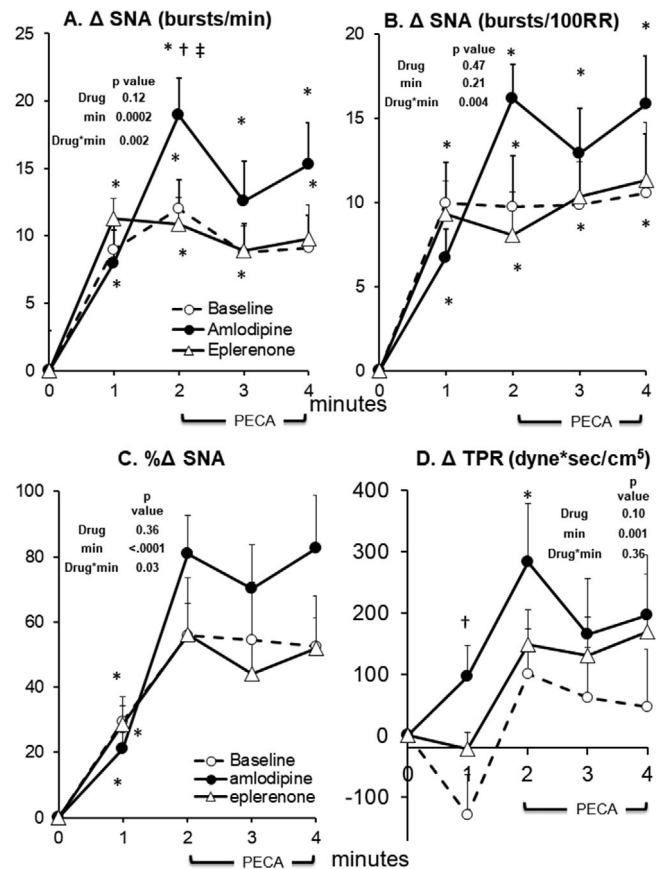 A. Δ SNA (bursts/min)
* † ‡
p value
Drug 0.12
min 0.0002
Drug*min 0.002
25
20
15
10
5
0
* * * * * * * *
Baseline
Amlodipine
Eplerenone
0 1 2 3 4
PECA
B. Δ SNA (bursts/100RR)
p value
Drug 0.47
min 0.21
Drug*min 0.004
20
15
10
5
0
* * * * * * * * *
0 1 2 3 4
minutes
PECA
C. %Δ SNA
p
value
Drug 0.36
min <.0001
Drug*min 0.03
100
80
60
40
20
0
*
*
*
Baseline
amlodipine
eplerenone
0 1 2 3 4
PECA
D. Δ TPR (dyne*sec/cm⁵)
p
value
Drug 0.10
min 0.001
Drug*min 0.36
400
300
200
100
0
-100
*
†
0 1 2 3 4
PECA
minutes